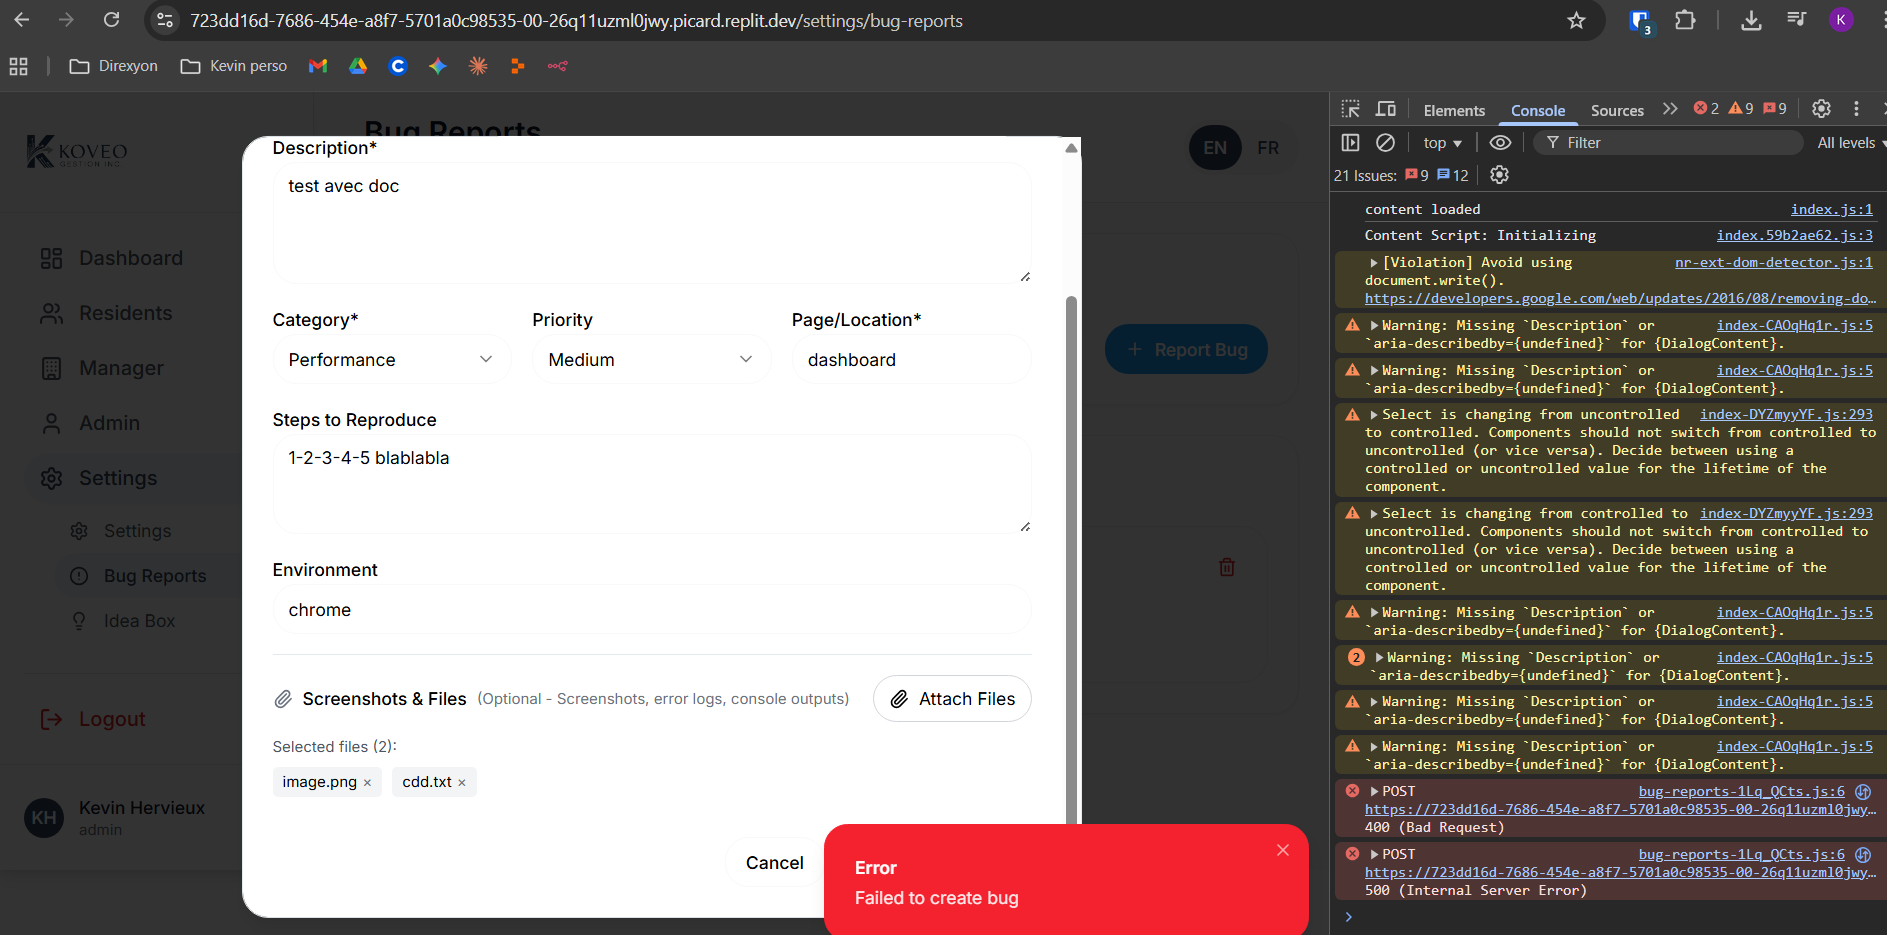 723dd16d-7686-454e-a8f7-5701a0c98535-00-26q11uzml0jwy.picard.replit.dev/settings/bug-reports
3
K
Direxyon
Kevin perso
KOVEO
GESTION INC
Dashboard
Residents
Manager
Admin
Settings
Settings
Bug Reports
Idea Box
Logout
KH
Kevin Hervieux
admin
Bug Reports
EN
FR
+ Report Bug
Description*
test avec doc
Category*
Priority
Page/Location*
Performance
Medium
dashboard
Steps to Reproduce
1-2-3-4-5 blablabla
Environment
chrome
Screenshots & Files (Optional - Screenshots, error logs, console outputs)
Attach Files
Selected files (2):
image.png ×
cdd.txt ×
Cancel
Error
Failed to create bug
Elements
Console
Sources
2
9
9
top
Filter
All levels
21 Issues: 9 12
content loaded index.js:1
Content Script: Initializing index.59b2ae62.js:3
[Violation] Avoid using nr-ext-dom-detector.js:1
document.write().
https://developers.google.com/web/updates/2016/08/removing-do…
Warning: Missing `Description` or index-CAOqHq1r.js:5
`aria-describedby={undefined}` for {DialogContent}.
Warning: Missing `Description` or index-CAOqHq1r.js:5
`aria-describedby={undefined}` for {DialogContent}.
Select is changing from uncontrolled index-DYZmyyYF.js:293
to controlled. Components should not switch from controlled to
uncontrolled (or vice versa). Decide between using a
controlled or uncontrolled value for the lifetime of the
component.
Select is changing from controlled to index-DYZmyyYF.js:293
uncontrolled. Components should not switch from controlled to
uncontrolled (or vice versa). Decide between using a
controlled or uncontrolled value for the lifetime of the
component.
Warning: Missing `Description` or index-CAOqHq1r.js:5
`aria-describedby={undefined}` for {DialogContent}.
2 Warning: Missing `Description` or index-CAOqHq1r.js:5
`aria-describedby={undefined}` for {DialogContent}.
Warning: Missing `Description` or index-CAOqHq1r.js:5
`aria-describedby={undefined}` for {DialogContent}.
Warning: Missing `Description` or index-CAOqHq1r.js:5
`aria-describedby={undefined}` for {DialogContent}.
POST bug-reports-1Lq_QCts.js:6
https://723dd16d-7686-454e-a8f7-5701a0c98535-00-26q11uzml0jwy…
400 (Bad Request)
POST bug-reports-1Lq_QCts.js:6
https://723dd16d-7686-454e-a8f7-5701a0c98535-00-26q11uzml0jwy…
500 (Internal Server Error)